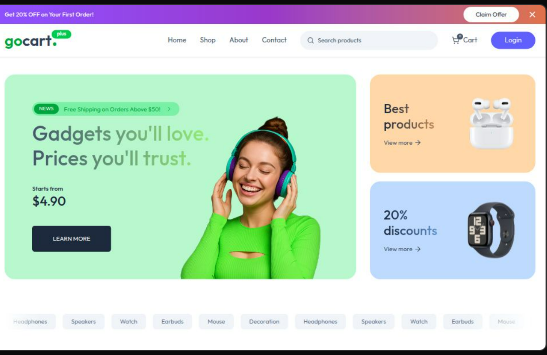 Get 20% OFF on Your First Order!
Claim Offer
gocart.
plus
Home Shop About Contact
Search products
0
Cart
Login
NEWS Free Shipping on Orders Above $50!
Gadgets you'll love.
Prices you'll trust.
Starts from
$4.90
LEARN MORE
Best
products
View more →
20%
discounts
View more →
Headphones Speakers Watch Earbuds Mouse Decoration Headphones Speakers Watch Earbuds Mouse